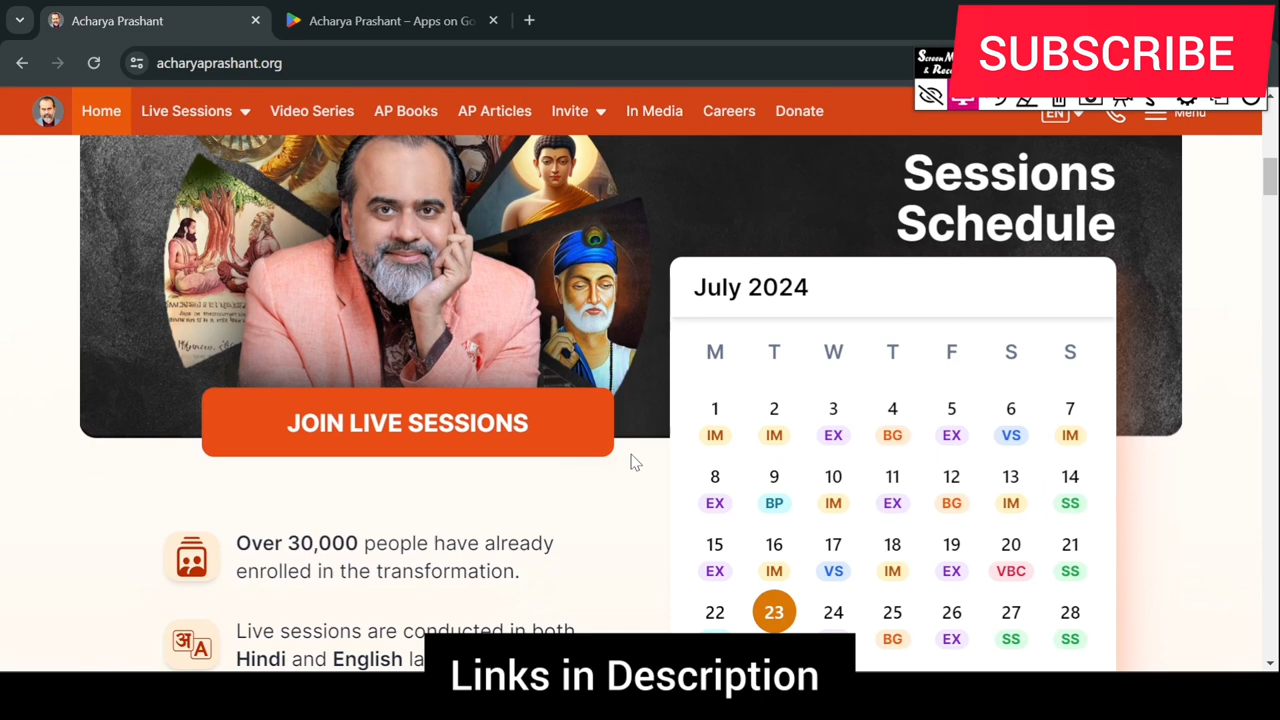 Acharya Prashant
Acharya Prashant – Apps on Go
SUBSCRIBE
acharyaprashant.org
Home Live Sessions Video Series AP Books AP Articles Invite In Media Careers Donate EN Menu
Sessions
Schedule
July 2024
M T W T F S S
1 2 3 4 5 6 7
IM IM EX BG EX VS IM
JOIN LIVE SESSIONS
8 9 10 11 12 13 14
EX BP IM EX BG IM SS
Over 30,000 people have already
enrolled in the transformation.
15 16 17 18 19 20 21
EX IM VS IM EX VBC SS
22 23 24 25 26 27 28
BG EX SS SS
अ A
Live sessions are conducted in both
Hindi and English
Links in Description